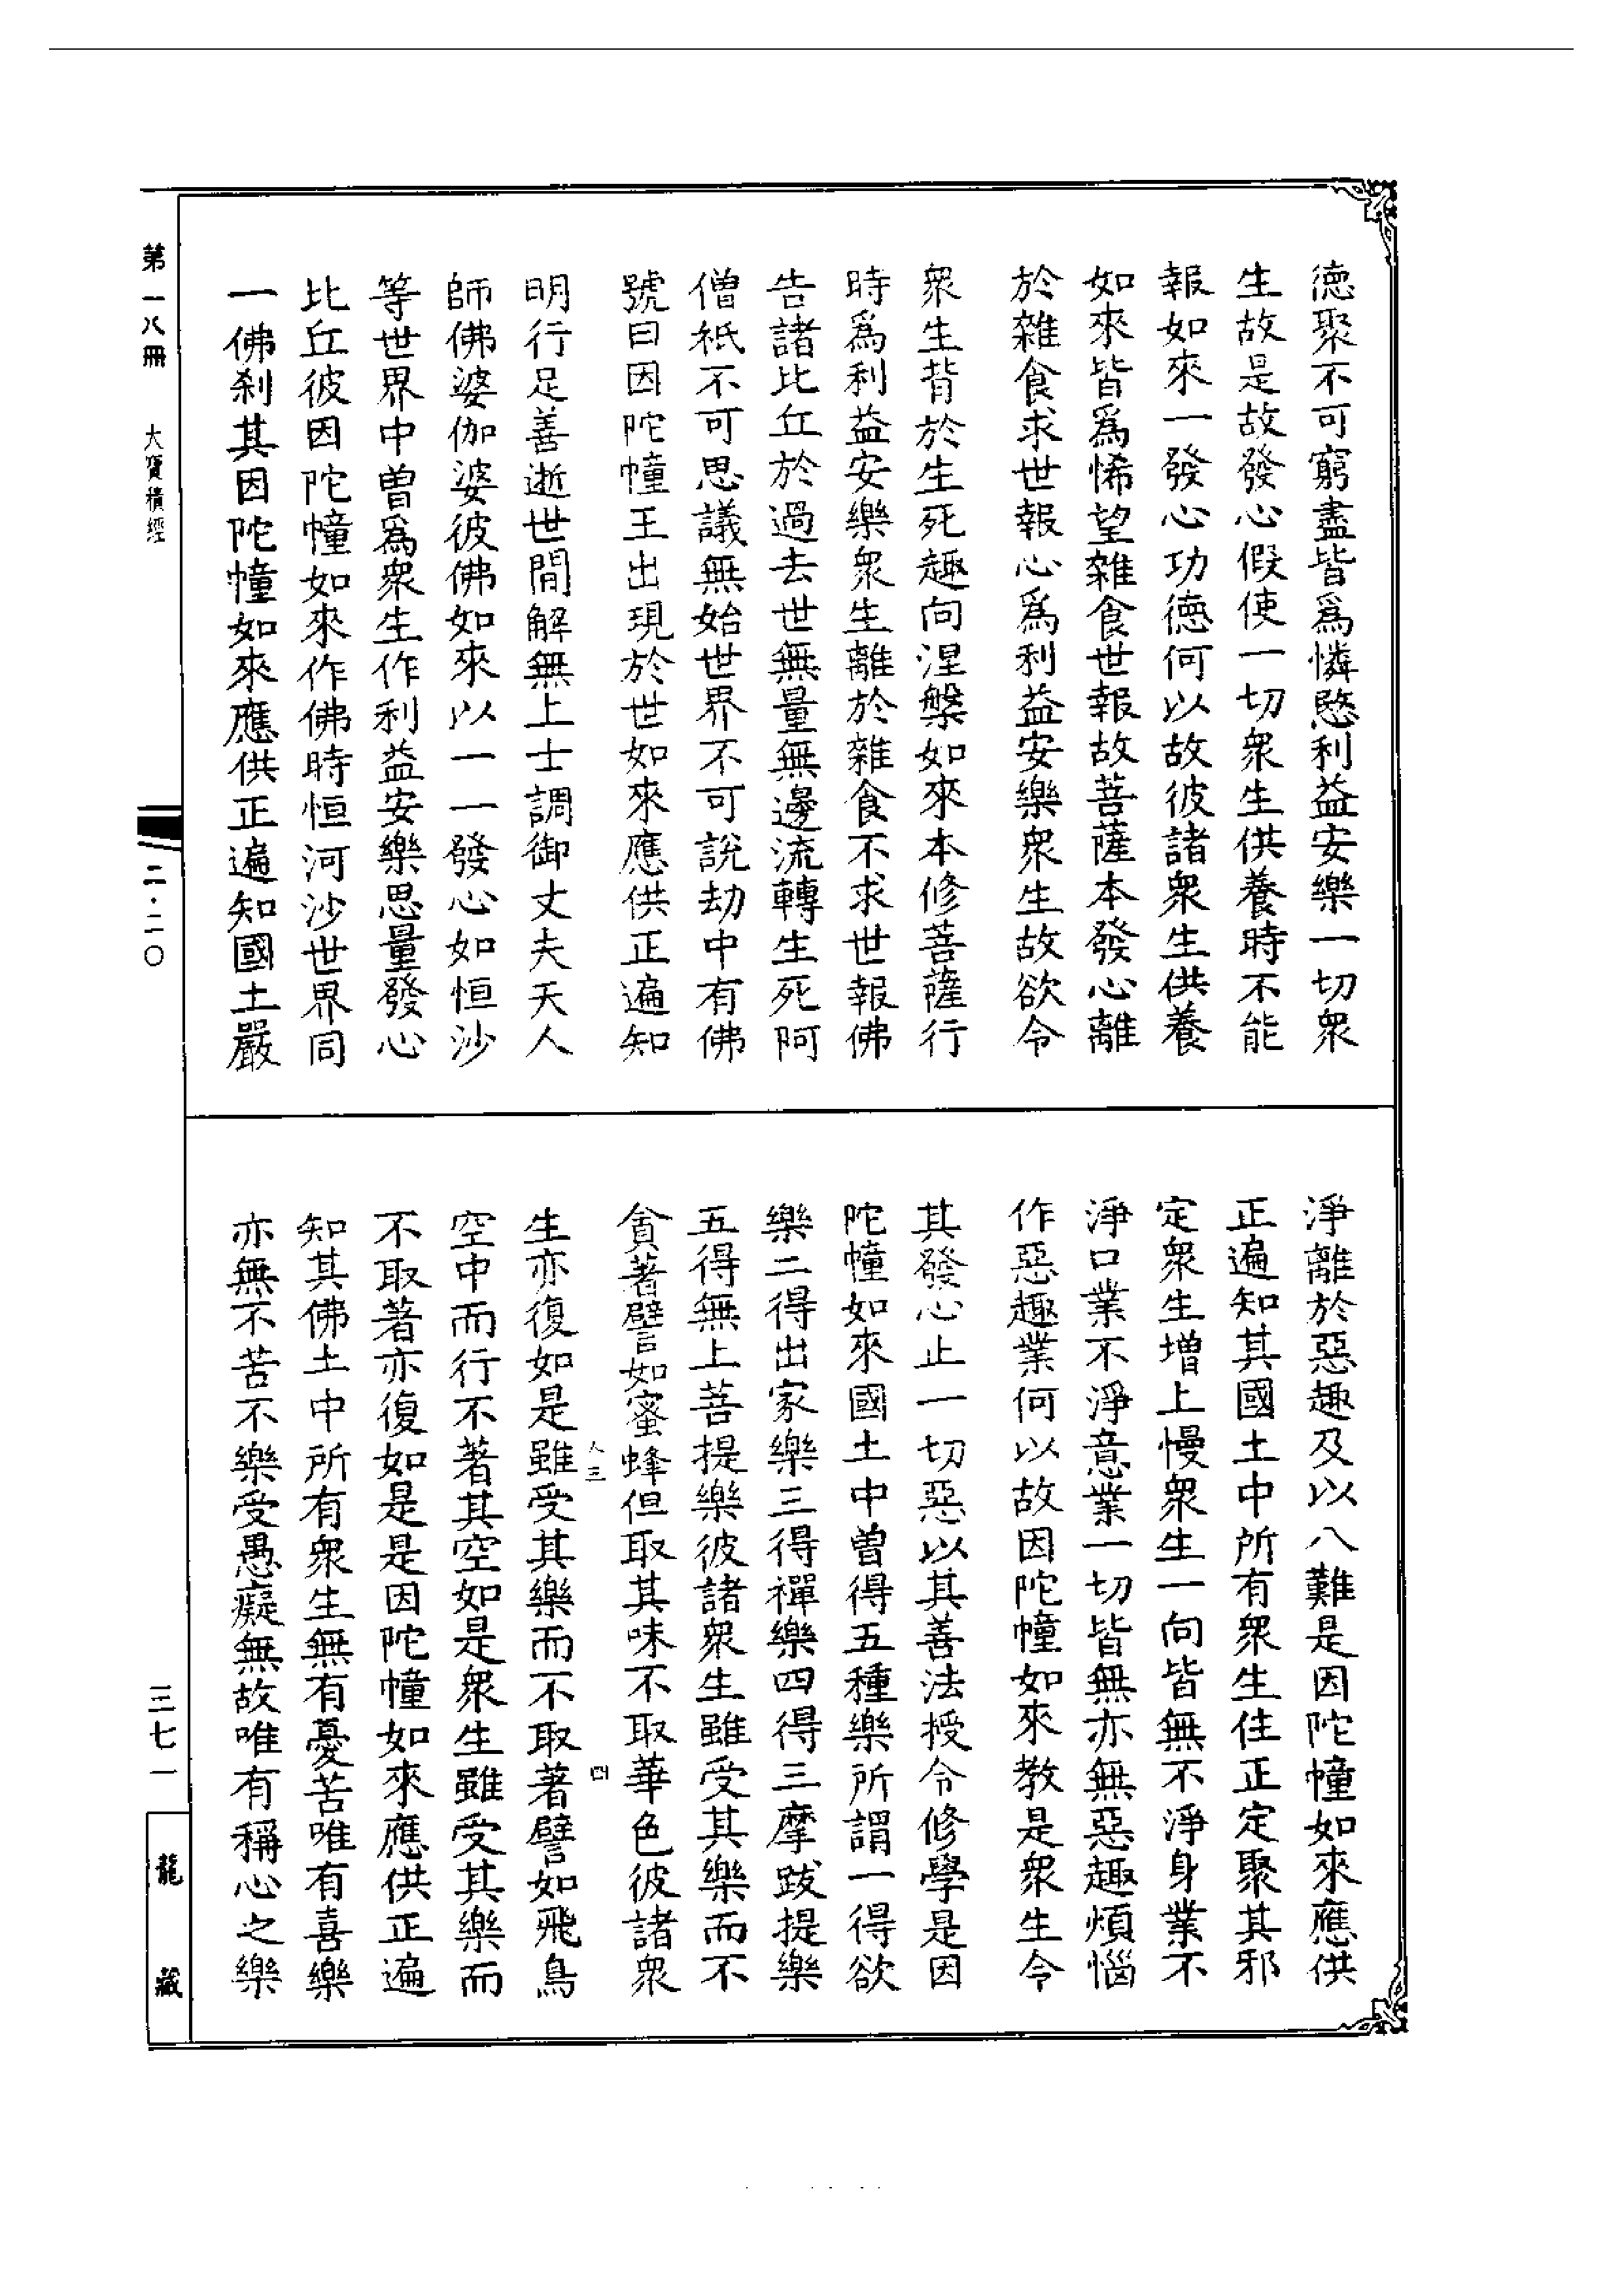 德聚不可窮盡皆爲憐愍利益安樂一切衆
生故是故發心假使一切衆生供養時不能
報如來一發心功德何以故彼諸衆生供養
如來皆爲悕望雜食世報故菩薩本發心離
於雜食求世報心爲利益安樂衆生故欲令
衆生背於生死趣向涅槃如來本修菩薩行
時爲利益安樂衆生離於雜食不求世報佛
告諸比丘於過去世無量無邊流轉生死阿
僧祇不可思議無始世界不可說劫中有佛
號曰因陀幢王出現於世如來應供正遍知
明行足善逝世間解無上士調御丈夫天人
師佛婆伽婆彼佛如來以一一發心如恒沙
等世界中曾爲衆生作利益安樂思量發心
比丘彼因陀幢如來作佛時恒河沙世界同
一佛刹其因陀幢如來應供正遍知國土嚴
淨離於惡趣及以八難是因陀幢如來應供
正遍知其國土中所有衆生住正定聚其邪
定衆生增上慢衆生一向皆無不淨身業不
淨口業不淨意業一切皆無亦無惡趣煩惱
作惡趣業何以故因陀幢如來教是衆生令
其發心止一切惡以其善法授令修學是因
陀幢如來國土中曾得五種樂所謂一得欲
樂二得出家樂三得禪樂四得三摩跋提樂
五得無上菩提樂彼諸衆生雖受其樂而不
貪著譬如蜜蜂但取其味不取華色彼諸衆
生亦復如是雖受其樂而不取著譬如飛鳥
空中而行不著其空如是衆生雖受其樂而
不取著亦復如是是因陀幢如來應供正遍
知其佛土中所有衆生無有憂苦唯有喜樂
亦無不苦不樂受愚癡無故唯有稱心之樂
人三
四
第一八冊
大寶積經
二·二〇
三七一
龍藏